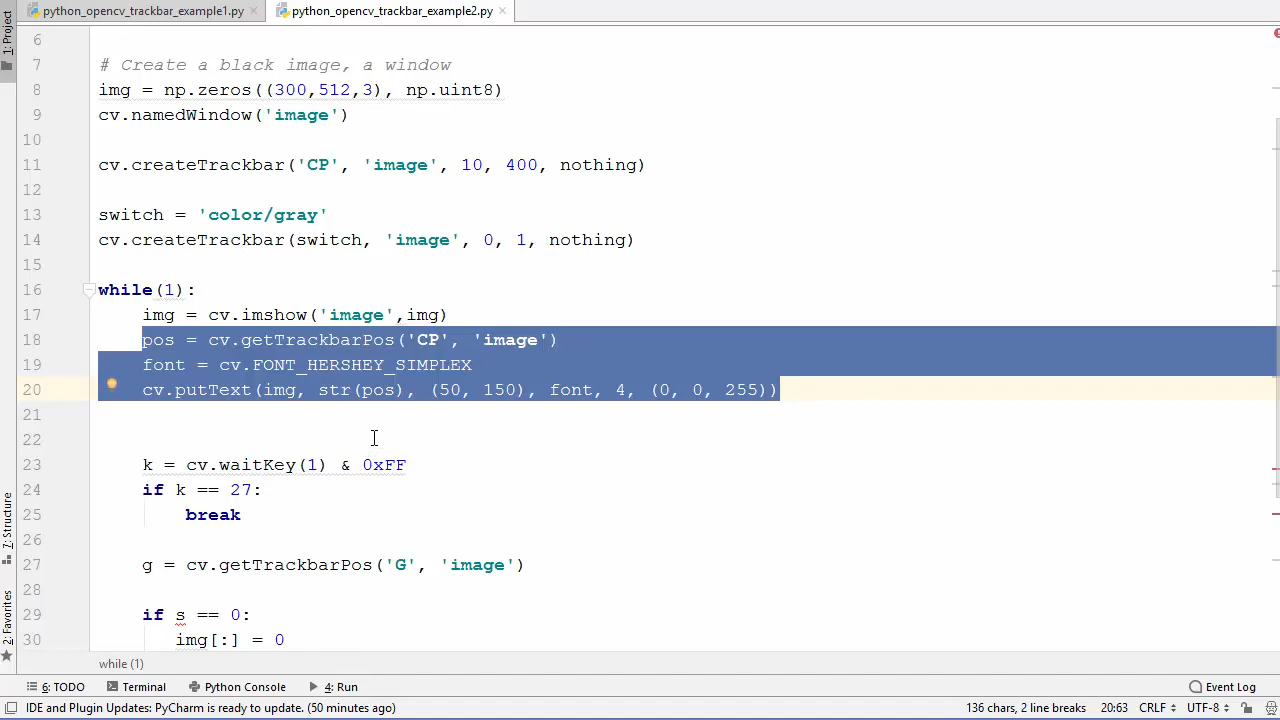 python_opencv_trackbar_example1.py python_opencv_trackbar_example2.py
1: Project
6
7 # Create a black image, a window
8 img = np.zeros((300,512,3), np.uint8)
9 cv.namedWindow('image')
10
11 cv.createTrackbar('CP', 'image', 10, 400, nothing)
12
13 switch = 'color/gray'
14 cv.createTrackbar(switch, 'image', 0, 1, nothing)
15
16 while(1):
17 img = cv.imshow('image',img)
18 pos = cv.getTrackbarPos('CP', 'image')
19 font = cv.FONT_HERSHEY_SIMPLEX
20 cv.putText(img, str(pos), (50, 150), font, 4, (0, 0, 255))
21
22
23 k = cv.waitKey(1) & 0xFF
24 if k == 27:
25 break
26
27 g = cv.getTrackbarPos('G', 'image')
28
29 if s == 0:
30 img[:] = 0
7: Structure
2: Favorites
while (1)
6: TODO Terminal Python Console 4: Run Event Log
IDE and Plugin Updates: PyCharm is ready to update. (50 minutes ago) 136 chars, 2 line breaks 20:63 CRLF UTF-8